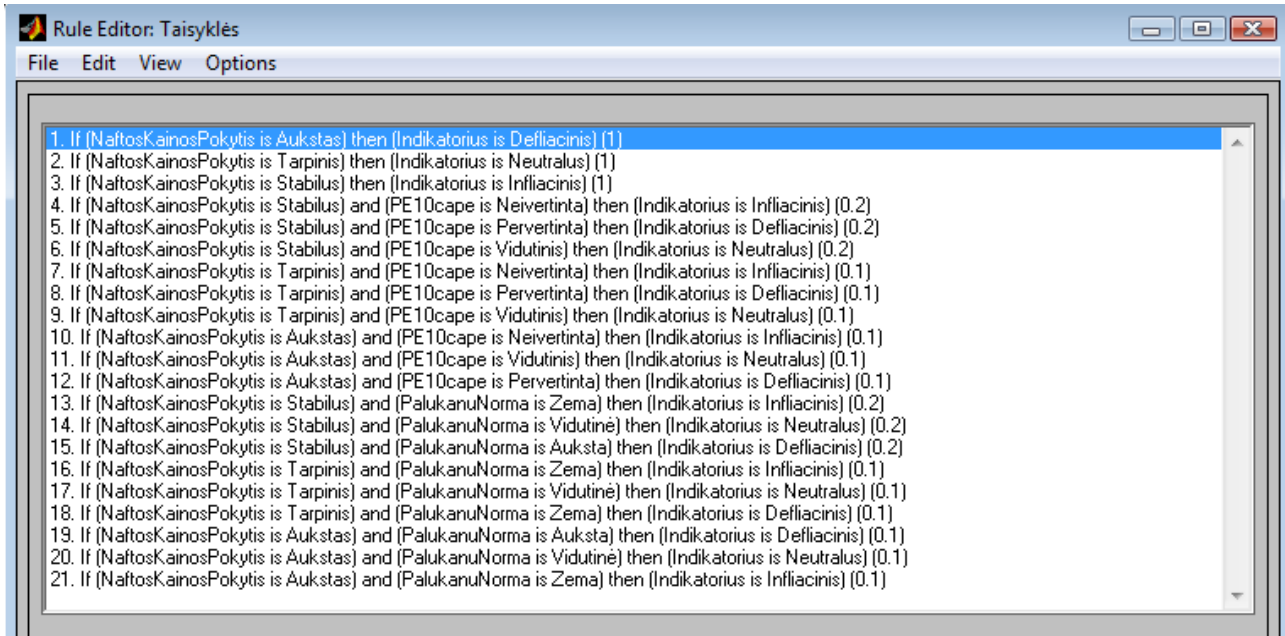 Rule Editor: Taisyklės
File Edit View Options
1. If (NaftosKainosPokytis is Aukstas) then (Indikatorius is Defliacinis) (1)
2. If (NaftosKainosPokytis is Tarpinis) then (Indikatorius is Neutralus) (1)
3. If (NaftosKainosPokytis is Stabilus) then (Indikatorius is Infliacinis) (1)
4. If (NaftosKainosPokytis is Stabilus) and (PE10cape is Neivertinta) then (Indikatorius is Infliacinis) (0.2)
5. If (NaftosKainosPokytis is Stabilus) and (PE10cape is Pervertinta) then (Indikatorius is Defliacinis) (0.2)
6. If (NaftosKainosPokytis is Stabilus) and (PE10cape is Vidutinis) then (Indikatorius is Neutralus) (0.2)
7. If (NaftosKainosPokytis is Tarpinis) and (PE10cape is Neivertinta) then (Indikatorius is Infliacinis) (0.1)
8. If (NaftosKainosPokytis is Tarpinis) and (PE10cape is Pervertinta) then (Indikatorius is Defliacinis) (0.1)
9. If (NaftosKainosPokytis is Tarpinis) and (PE10cape is Vidutinis) then (Indikatorius is Neutralus) (0.1)
10. If (NaftosKainosPokytis is Aukstas) and (PE10cape is Neivertinta) then (Indikatorius is Infliacinis) (0.1)
11. If (NaftosKainosPokytis is Aukstas) and (PE10cape is Vidutinis) then (Indikatorius is Neutralus) (0.1)
12. If (NaftosKainosPokytis is Aukstas) and (PE10cape is Pervertinta) then (Indikatorius is Defliacinis) (0.1)
13. If (NaftosKainosPokytis is Stabilus) and (PalukanuNorma is Zema) then (Indikatorius is Infliacinis) (0.2)
14. If (NaftosKainosPokytis is Stabilus) and (PalukanuNorma is Vidutinė) then (Indikatorius is Neutralus) (0.2)
15. If (NaftosKainosPokytis is Stabilus) and (PalukanuNorma is Auksta) then (Indikatorius is Defliacinis) (0.2)
16. If (NaftosKainosPokytis is Tarpinis) and (PalukanuNorma is Zema) then (Indikatorius is Infliacinis) (0.1)
17. If (NaftosKainosPokytis is Tarpinis) and (PalukanuNorma is Vidutinė) then (Indikatorius is Neutralus) (0.1)
18. If (NaftosKainosPokytis is Tarpinis) and (PalukanuNorma is Zema) then (Indikatorius is Defliacinis) (0.1)
19. If (NaftosKainosPokytis is Aukstas) and (PalukanuNorma is Auksta) then (Indikatorius is Defliacinis) (0.1)
20. If (NaftosKainosPokytis is Aukstas) and (PalukanuNorma is Vidutinė) then (Indikatorius is Neutralus) (0.1)
21. If (NaftosKainosPokytis is Aukstas) and (PalukanuNorma is Zema) then (Indikatorius is Infliacinis) (0.1)